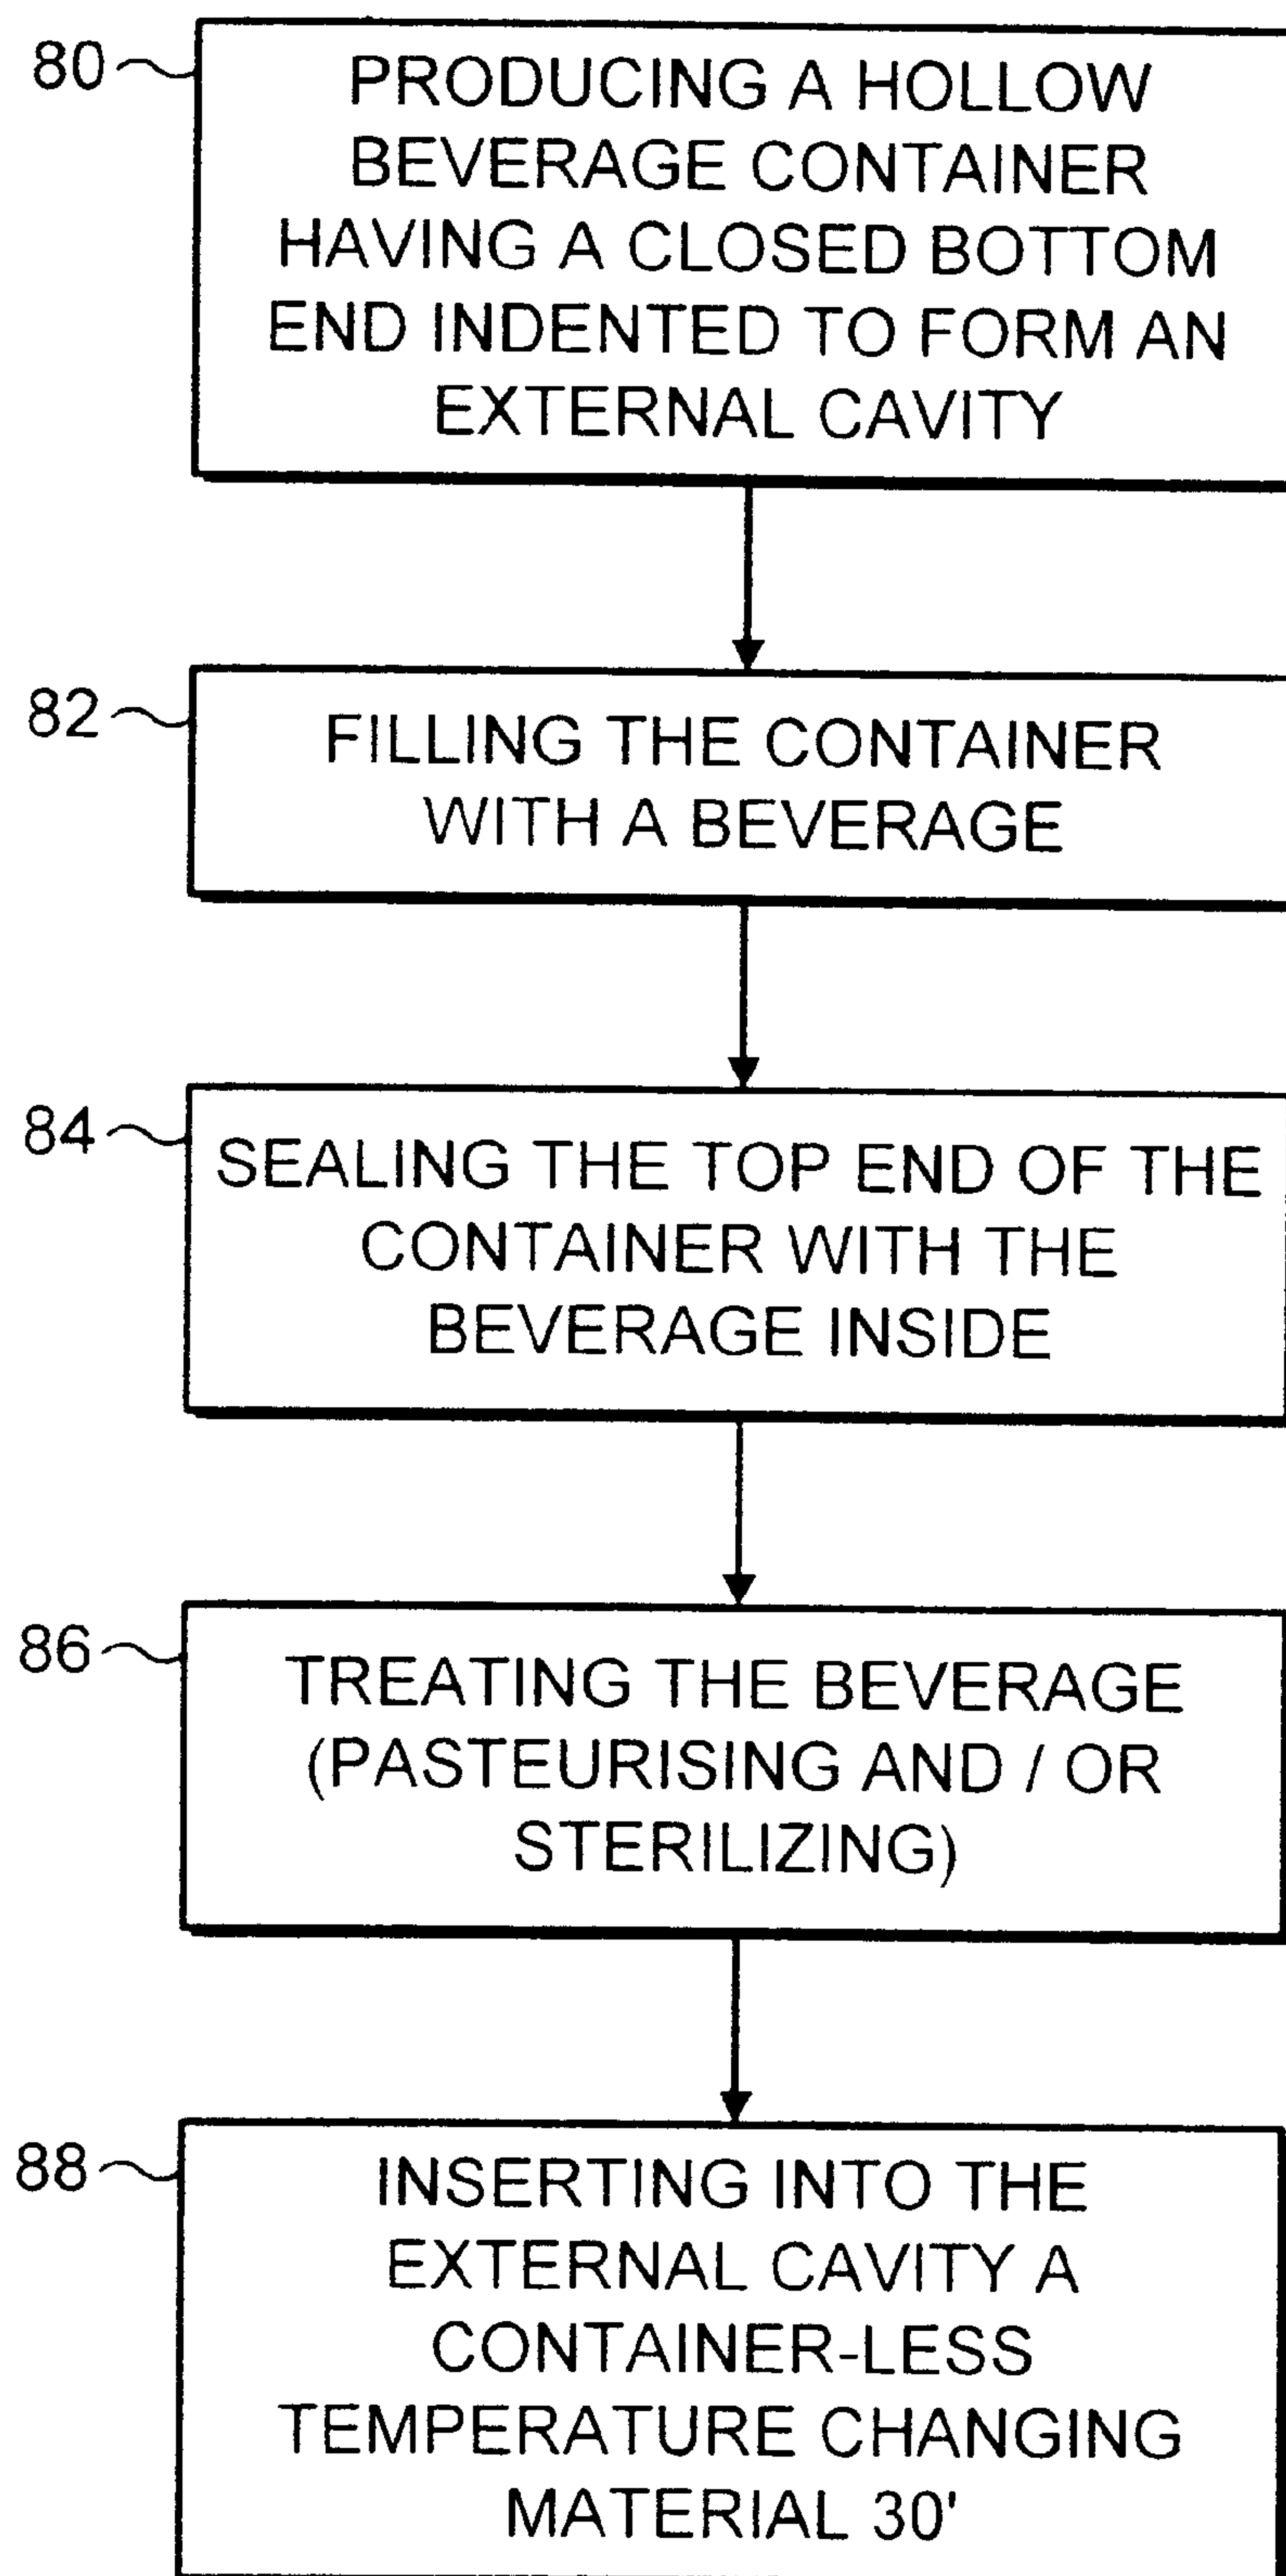 80
PRODUCING A HOLLOW
BEVERAGE CONTAINER
HAVING A CLOSED BOTTOM
END INDENTED TO FORM AN
EXTERNAL CAVITY
82
FILLING THE CONTAINER
WITH A BEVERAGE
84
SEALING THE TOP END OF THE
CONTAINER WITH THE
BEVERAGE INSIDE
86
TREATING THE BEVERAGE
(PASTEURISING AND / OR
STERILIZING)
88
INSERTING INTO THE
EXTERNAL CAVITY A
CONTAINER-LESS
TEMPERATURE CHANGING
MATERIAL 30'